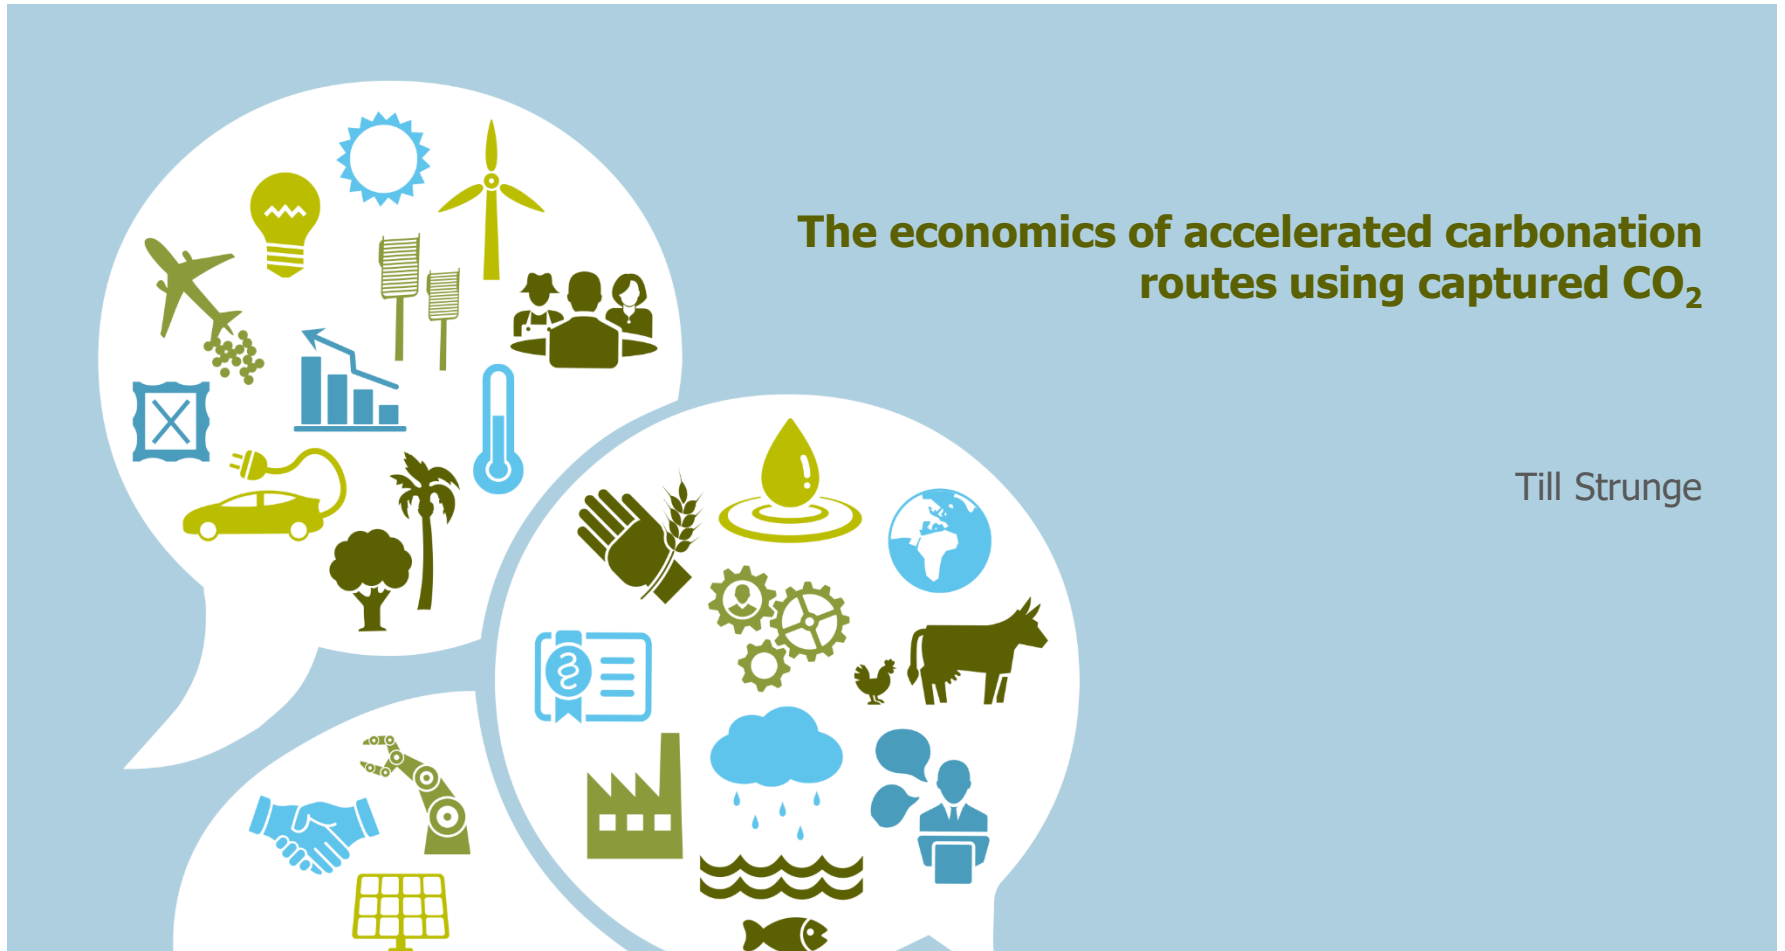 The economics of accelerated carbonation
routes using captured CO₂
Till Strunge